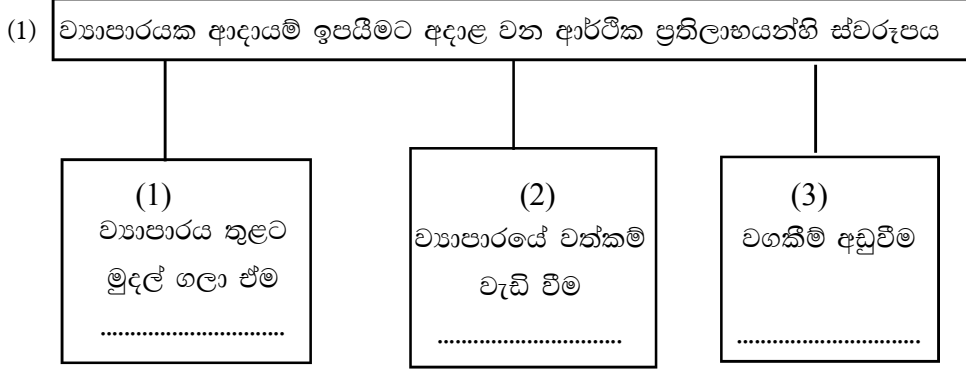 (1) ව්‍යාපාරයක ආදායම් ඉපයීමට අදාළ වන ආර්ථික ප්‍රතිලාභයන්හි ස්වරූපය
(1)
ව්‍යාපාරය තුළට
මුදල් ගලා ඒම
...............................
(2)
ව්‍යාපාරයේ වත්කම්
වැඩි වීම
...............................
(3)
වගකීම් අඩුවීම
...............................